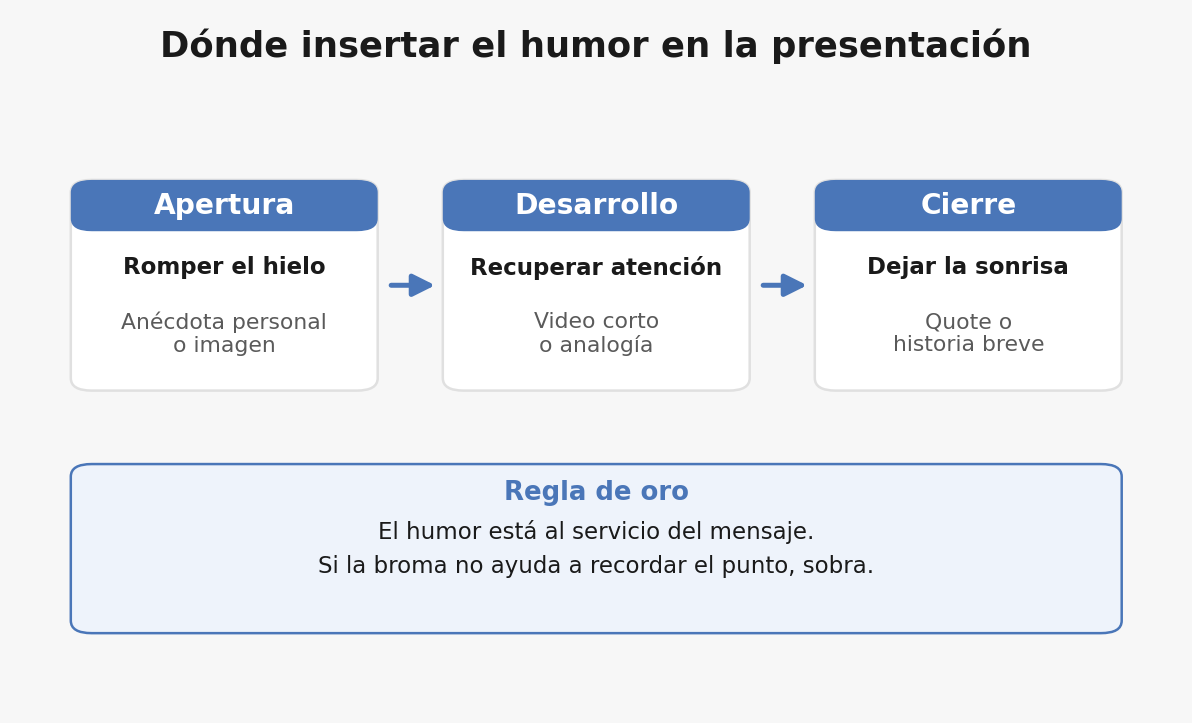 Dónde insertar el humor en la presentación
Apertura
Romper el hielo
Anécdota personal
o imagen
Desarrollo
Recuperar atención
Video corto
o analogía
Cierre
Dejar la sonrisa
Quote o
historia breve
Regla de oro
El humor está al servicio del mensaje.
Si la broma no ayuda a recordar el punto, sobra.